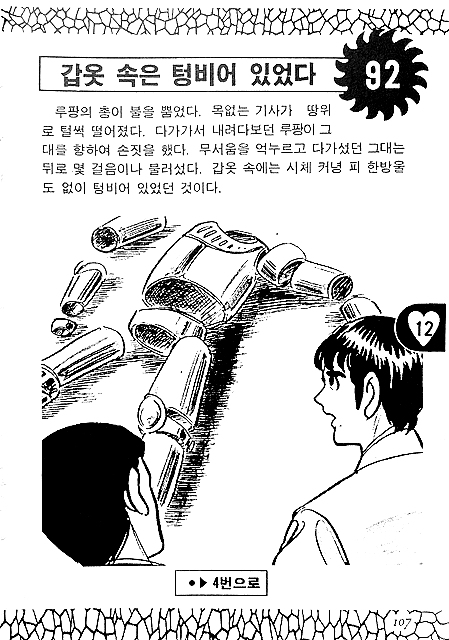 갑옷 속은 텅비어 있었다
92
루팡의 총이 불을 뿜었다. 목없는 기사가 땅위
로 털썩 떨어졌다. 다가가서 내려다보던 루팡이 그
대를 향하여 손짓을 했다. 무서움을 억누르고 다가섰던 그대는
뒤로 몇 걸음이나 물러섰다. 갑옷 속에는 시체 커녕 피 한방울
도 없이 텅비어 있었던 것이다.
12
●▶ 4번으로
107